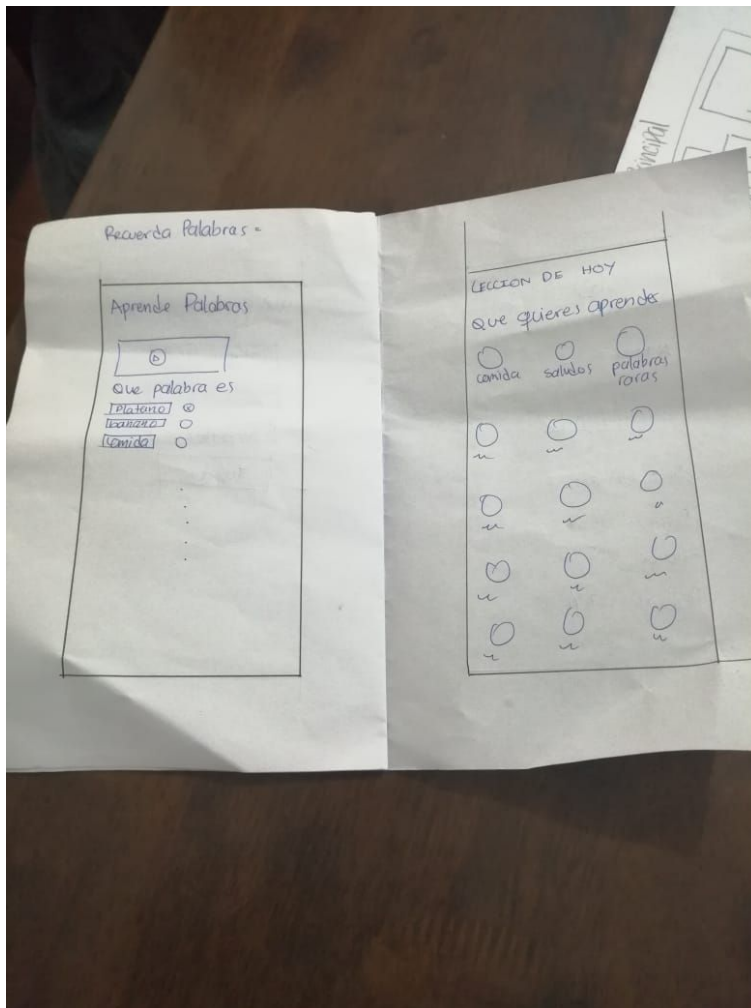 Recuerda Palabras -
Aprende Palabras
Que palabra es
Platano
banano
comida
LECCION DE HOY
Que quieres aprender
comida saludos palabras
raras